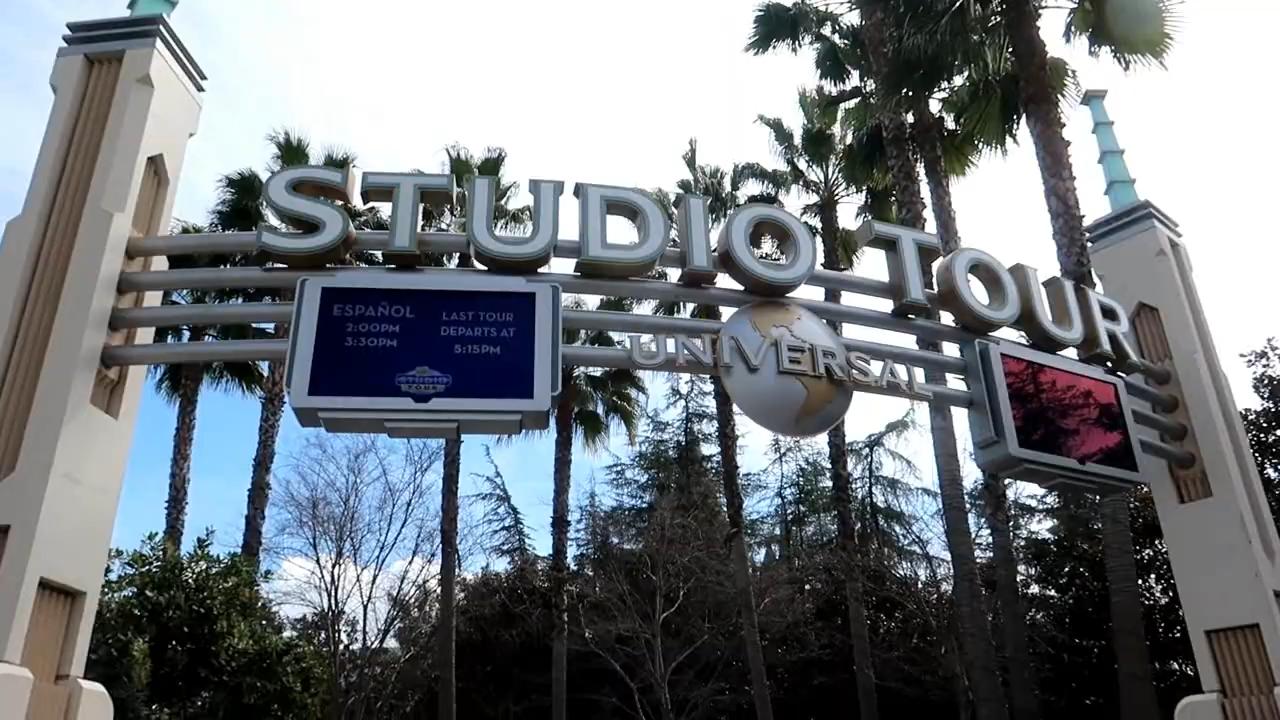 STUDIO TOUR
ESPAÑOL
2:00PM
3:30PM
LAST TOUR
DEPARTS AT
5:15PM
STUDIO
TOUR
UNIVERSAL